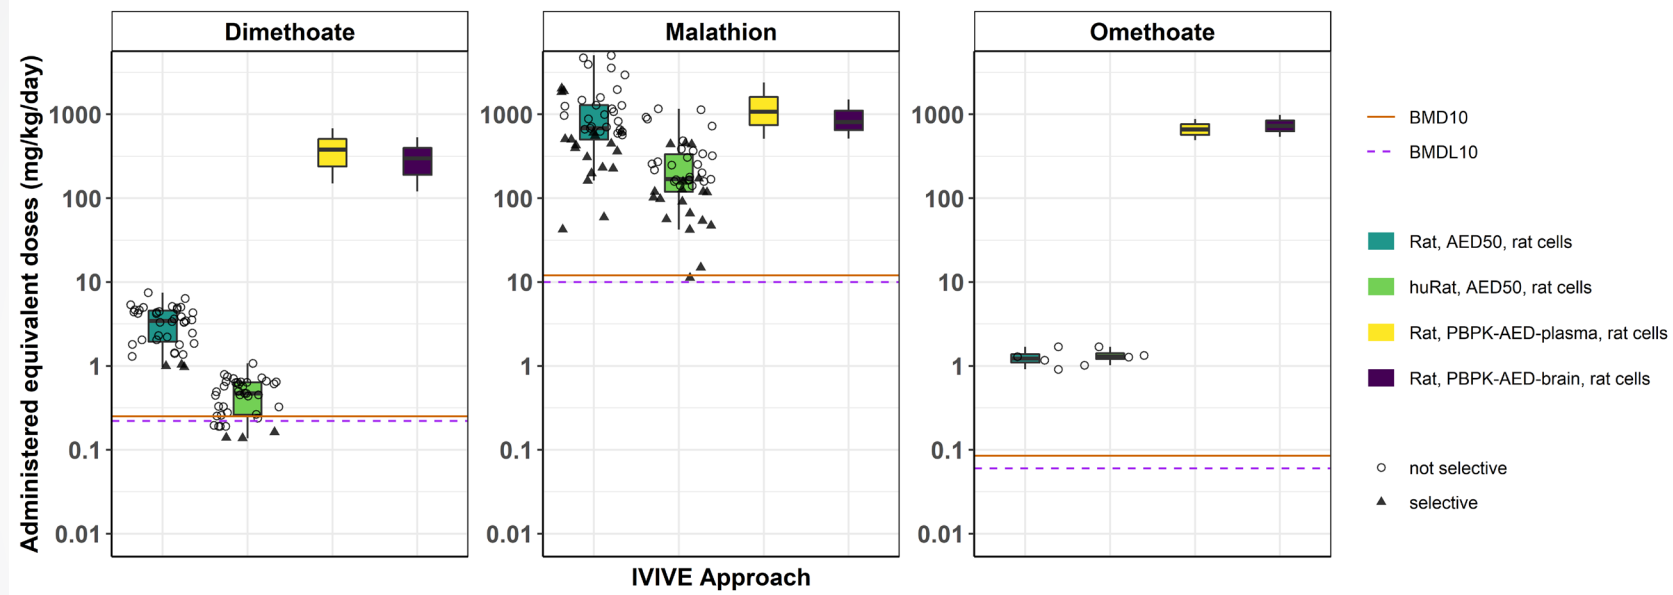 Dimethoate
Malathion
Omethoate
Administered equivalent doses (mg/kg/day)
1000
100
10
1
0.1
0.01
1000
100
10
1
0.1
0.01
1000
100
10
1
0.1
0.01
IVIVE Approach
BMD10
BMDL10
Rat, AED50, rat cells
huRat, AED50, rat cells
Rat, PBPK-AED-plasma, rat cells
Rat, PBPK-AED-brain, rat cells
not selective
selective